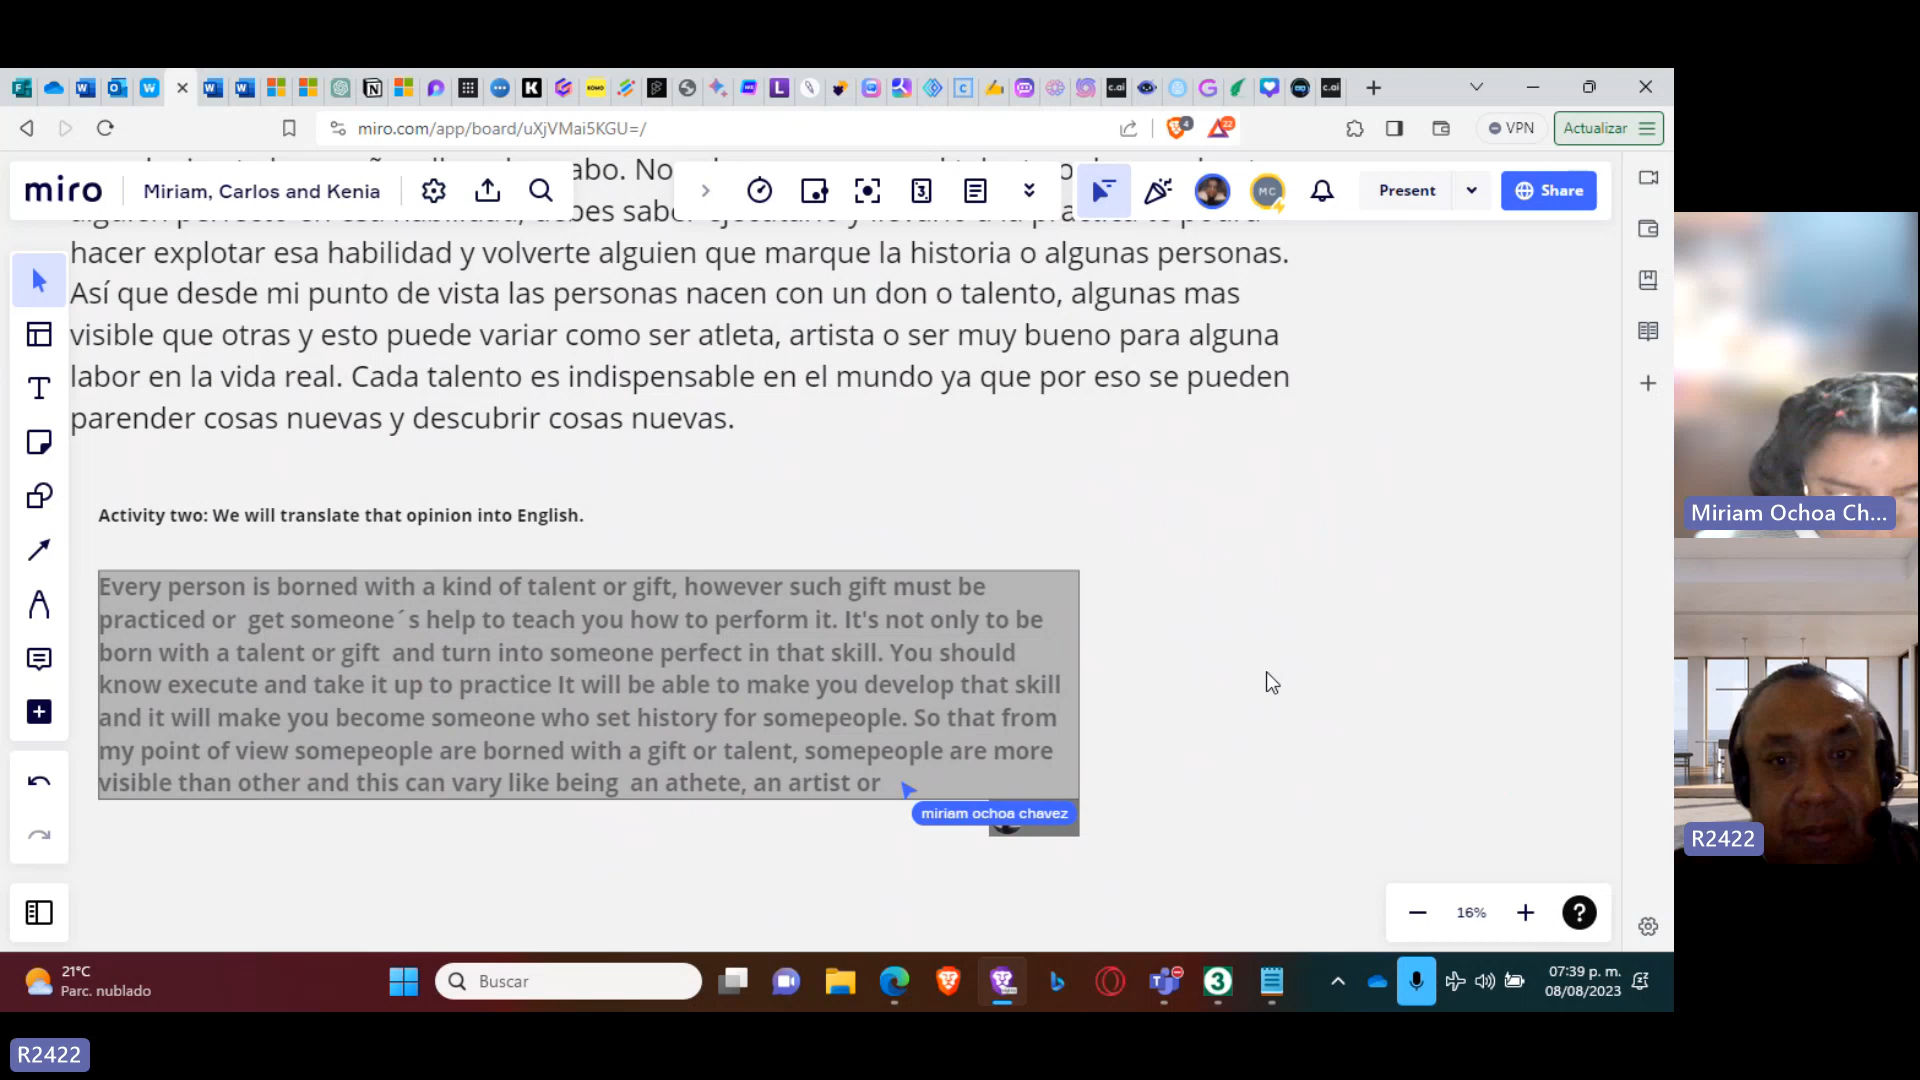 miro.com/app/board/uXjVMai5KGU=/
4
22
VPN
Actualizar
miro
Miriam, Carlos and Kenia
abo. No
3
MC
Present
Share
hacer explotar esa habilidad y volverte alguien que marque la historia o algunas personas.
Así que desde mi punto de vista las personas nacen con un don o talento, algunas mas
visible que otras y esto puede variar como ser atleta, artista o ser muy bueno para alguna
labor en la vida real. Cada talento es indispensable en el mundo ya que por eso se pueden
parender cosas nuevas y descubrir cosas nuevas.
Activity two: We will translate that opinion into English.
Every person is borned with a kind of talent or gift, however such gift must be
practiced or  get someone´s help to teach you how to perform it. It's not only to be
born with a talent or gift  and turn into someone perfect in that skill. You should
know execute and take it up to practice It will be able to make you develop that skill
and it will make you become someone who set history for somepeople. So that from
my point of view somepeople are borned with a gift or talent, somepeople are more
visible than other and this can vary like being  an athete, an artist or
miriam ochoa chavez
16%
?
Miriam Ochoa Ch...
R2422
21°C
Parc. nublado
Buscar
3
07:39 p. m.
08/08/2023
R2422